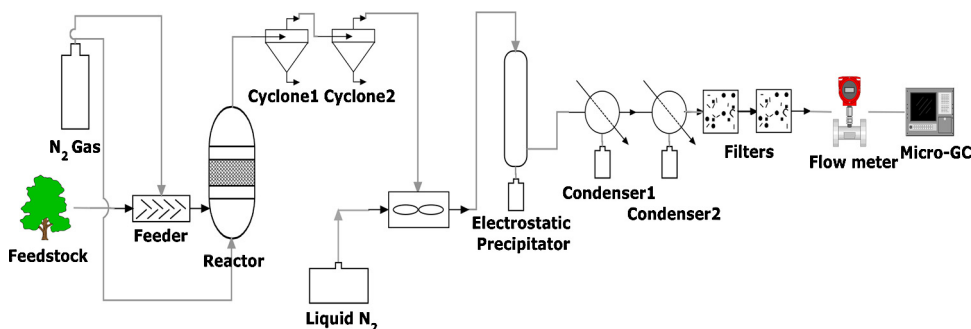 Cyclone1
Cyclone2
N₂ Gas
Feedstock
Feeder
Reactor
Liquid N₂
Electrostatic
Precipitator
Condenser1
Condenser2
Filters
Flow meter
Micro-GC